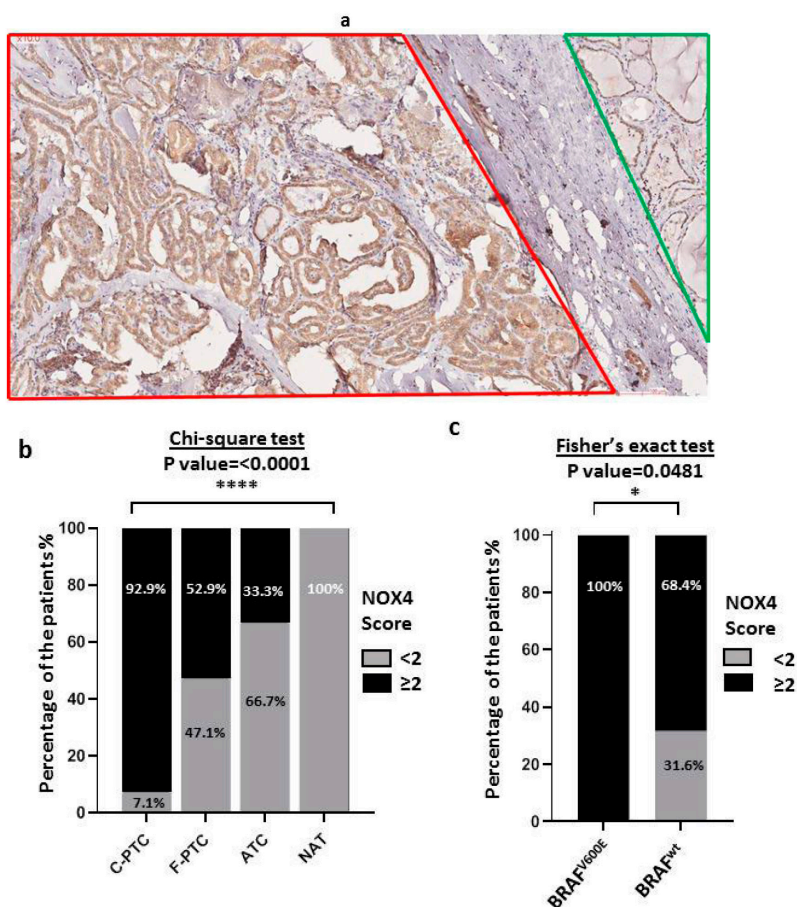 a
x10.0
b
Chi-square test
P value=<0.0001
****
Percentage of the patients %
100
80
60
40
20
0
92.9%
52.9%
33.3%
100%
7.1%
47.1%
66.7%
C-PTC
F-PTC
ATC
NAT
NOX4
Score
<2
≥2
c
Fisher’s exact test
P value=0.0481
*
Percentage of the patients %
100
80
60
40
20
0
100%
68.4%
31.6%
BRAFV600E
BRAFwt
NOX4
Score
<2
≥2